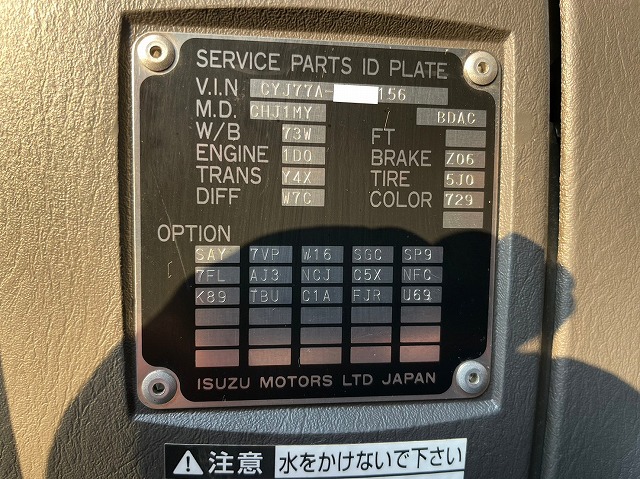 SERVICE PARTS ID PLATE
V.I.N CYJ77A- 156
M.D. CHJ1MY BDAC
W/B 73W FT
ENGINE 1DQ BRAKE Z06
TRANS Y4X TIRE 5J0
DIFF W7C COLOR 729
OPTION
SAY 7VP W16 SGC SP9
7FL AJ3 NCJ C5X NFC
K89 TBU C1A FJR U69
ISUZU MOTORS LTD JAPAN
注意 水をかけないで下さい